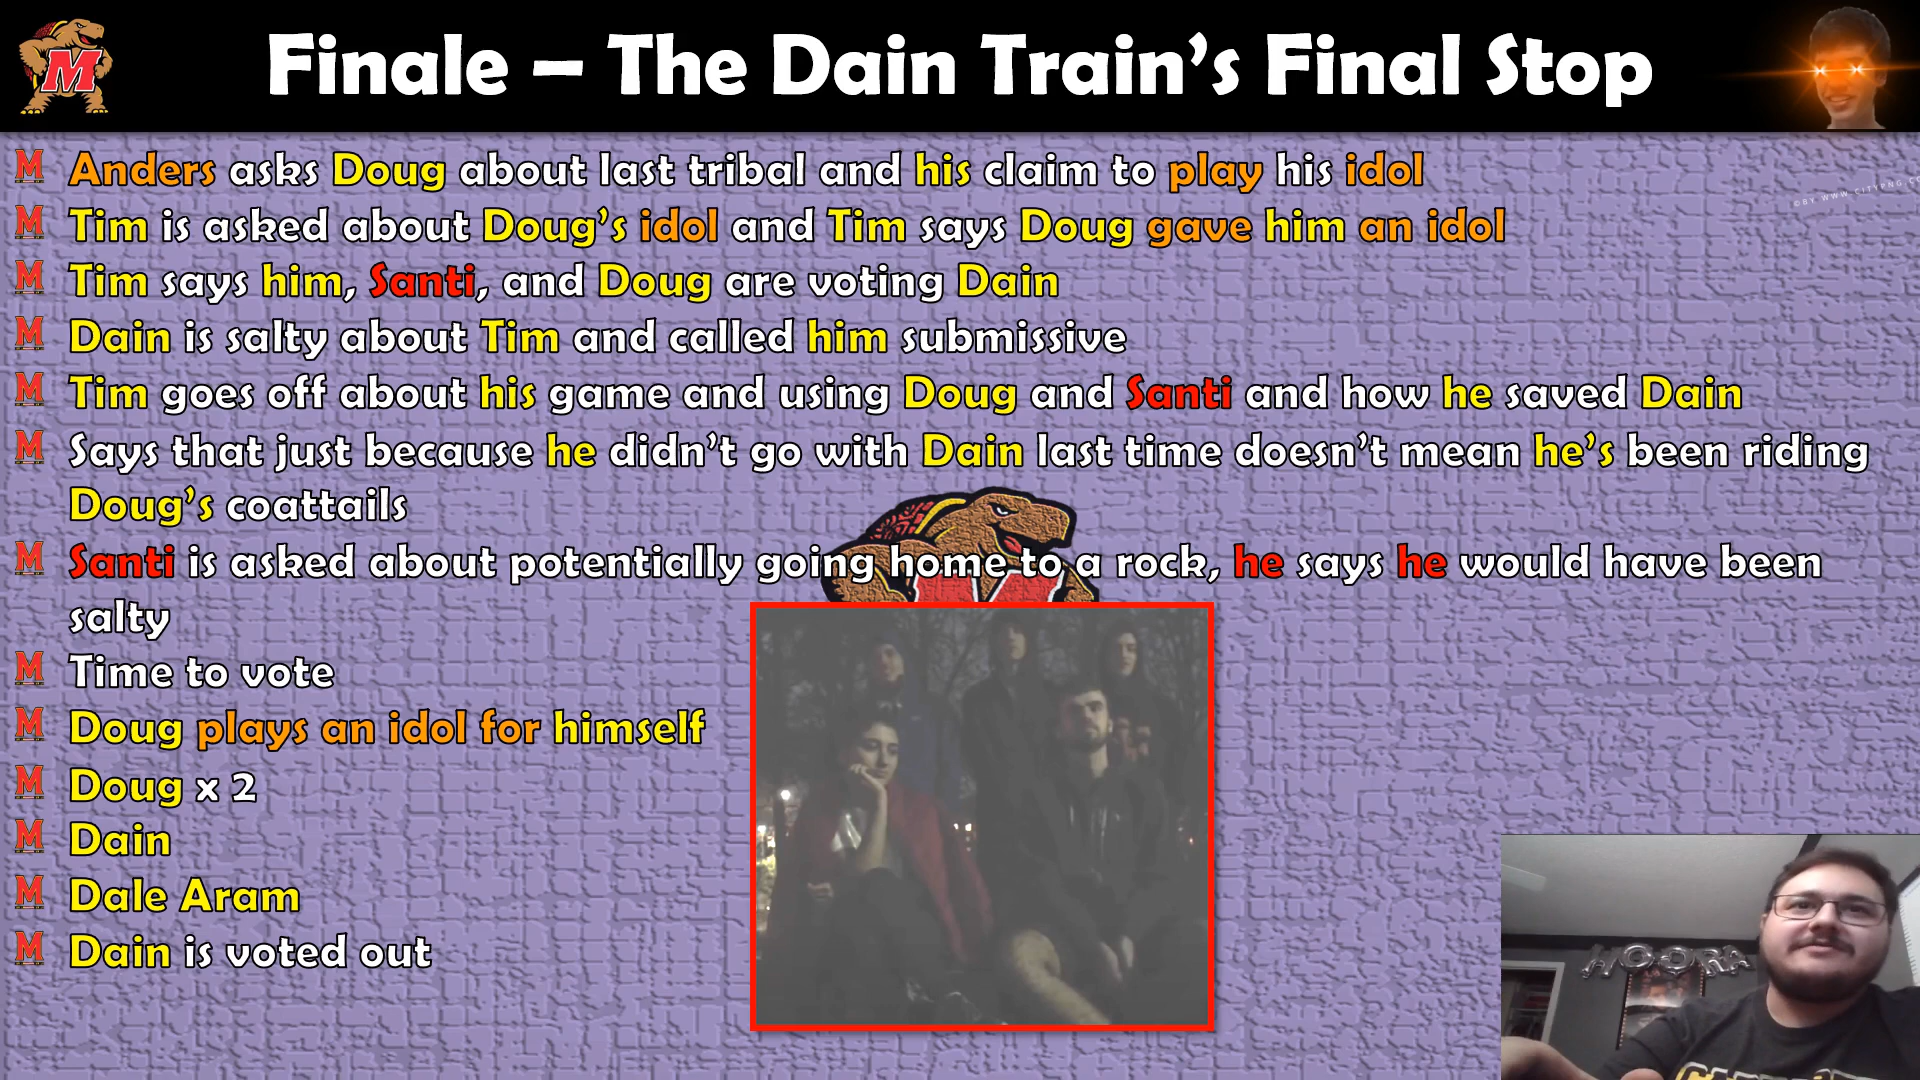 Finale – The Dain Train's Final Stop
Anders asks Doug about last tribal and his claim to play his idol
Tim is asked about Doug's idol and Tim says Doug gave him an idol
Tim says him, Santi, and Doug are voting Dain
Dain is salty about Tim and called him submissive
Tim goes off about his game and using Doug and Santi and how he saved Dain
Says that just because he didn't go with Dain last time doesn't mean he's been riding
Doug's coattails
Santi is asked about potentially going home to a rock, he says he would have been
salty
Time to vote
Doug plays an idol for himself
Doug x 2
Dain
Dale Aram
Dain is voted out
M
©BY WWW.CITYPNG.CO